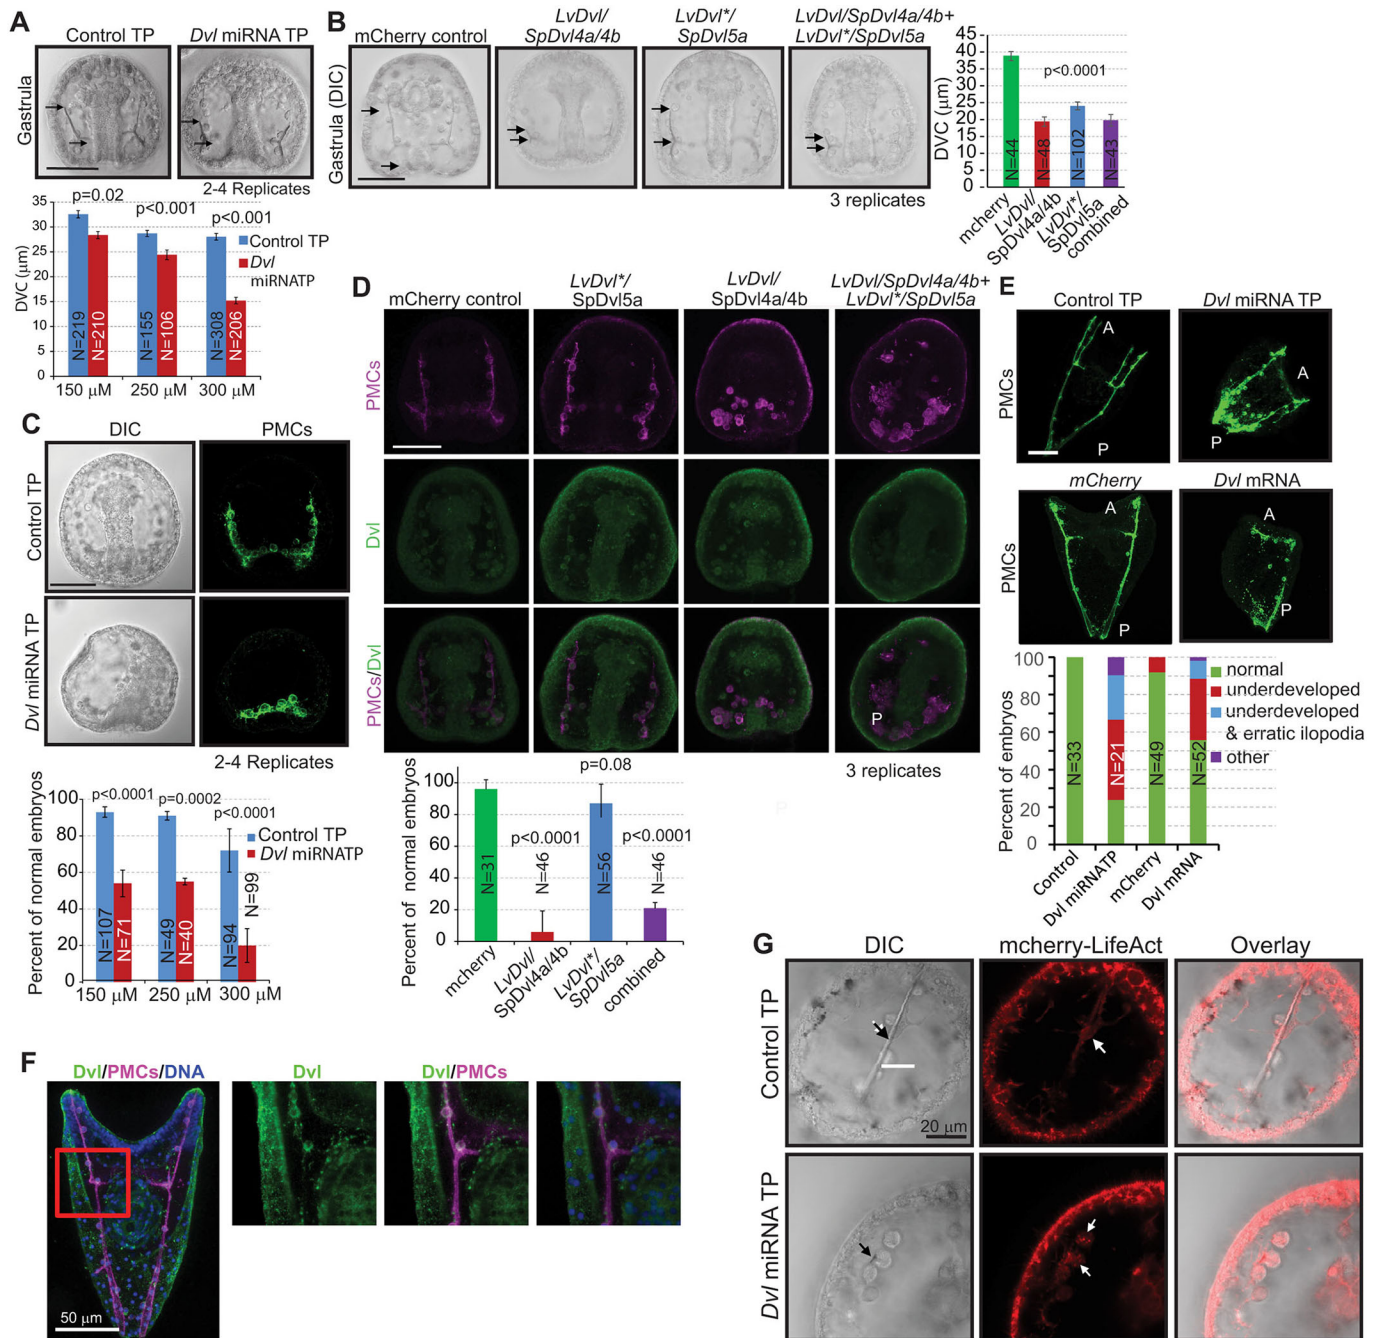 A
Control TP
Dvl miRNA TP
Gastrula
2-4 Replicates
p=0.02
p<0.001
p<0.001
DVC (μm)
35
30
25
20
15
10
5
0
N=219
N=210
N=155
N=106
N=308
N=206
150 μM
250 μM
300 μM
Control TP
Dvl
miRNATP
B
mCherry control
LvDvl/
SpDvl4a/4b
LvDvl*/
SpDvl5a
LvDvl/SpDvl4a/4b+
LvDvl*/SpDvl5a
Gastrula (DIC)
3 replicates
DVC (μm)
45
40
35
30
25
20
15
10
5
0
p<0.0001
N=44
N=48
N=102
N=43
mcherry
LvDvl/
SpDvl4a/4b
LvDvl*/
SpDvl5a
combined
C
DIC
PMCs
Control TP
Dvl miRNA TP
2-4 Replicates
Percent of normal embryos
100
80
60
40
20
0
p<0.0001
p=0.0002
p<0.0001
Control TP
Dvl miRNATP
N=107
N=71
N=49
N=40
N=94
N=99
150 μM
250 μM
300 μM
D
mCherry control
LvDvl*/
SpDvl5a
LvDvl/
SpDvl4a/4b
LvDvl/SpDvl4a/4b+
LvDvl*/SpDvl5a
PMCs
Dvl
PMCs/Dvl
P
3 replicates
Percent of normal embryos
100
80
60
40
20
0
p<0.0001
p=0.08
p<0.0001
N=31
N=46
N=56
N=46
mcherry
LvDvl/
SpDvl4a/4b
LvDvl*/
SpDvl5a
combined
E
Control TP
Dvl miRNA TP
PMCs
A
P
A
P
mCherry
Dvl mRNA
PMCs
A
P
A
P
Percent of embryos
100
80
60
40
20
0
N=33
N=21
N=49
N=52
Control
Dvl miRNATP
mCherry
Dvl mRNA
normal
underdeveloped
underdeveloped
& erratic ilopodia
other
F
Dvl/PMCs/DNA
Dvl
Dvl/PMCs
50 μm
G
DIC
mcherry-LifeAct
Overlay
Control TP
20 μm
Dvl miRNA TP